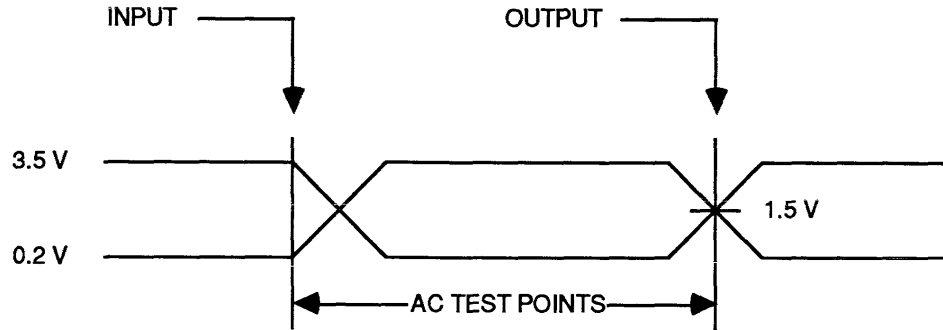 INPUT
OUTPUT
3.5 V
1.5 V
0.2 V
AC TEST POINTS